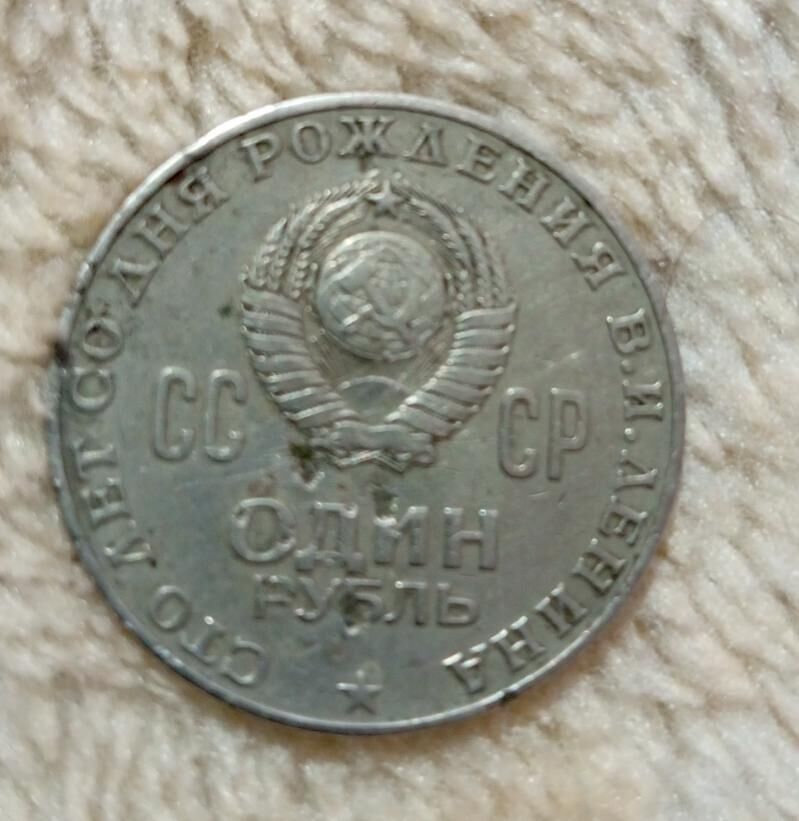 СТО ЛЕТ СО ДНЯ РОЖДЕНИЯ В.И.ЛЕНИНА
СС СР
ОДИН
РУБЛЬ